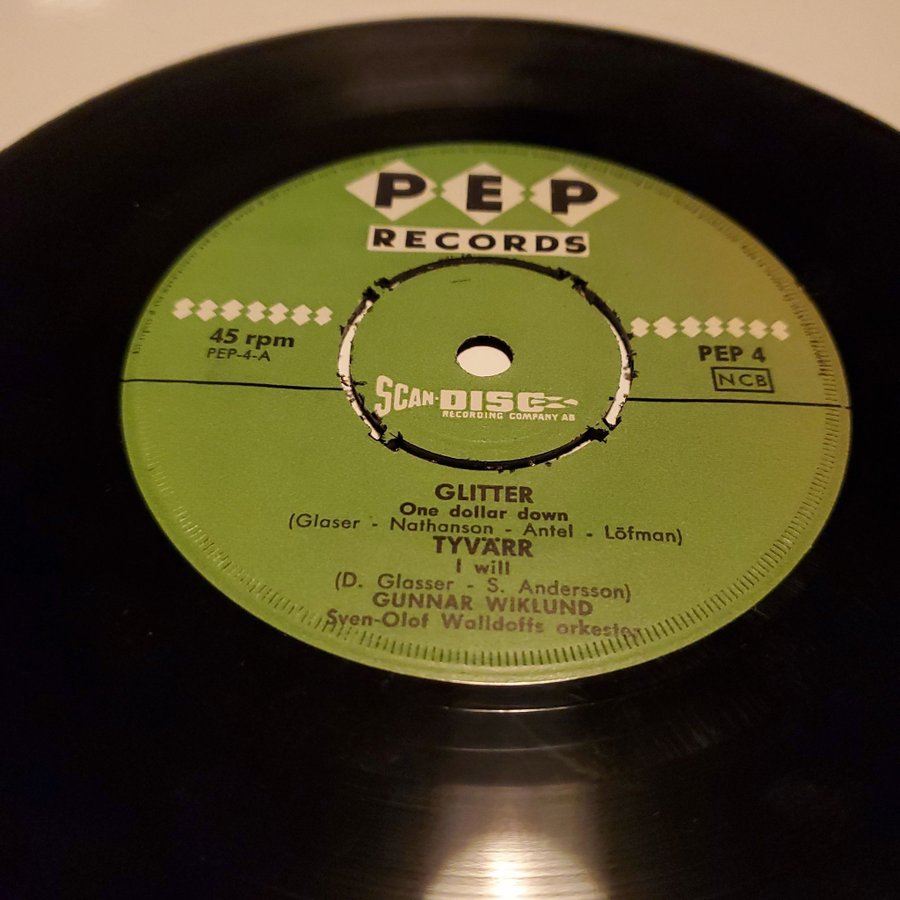 PEP
RECORDS
45 rpm
PEP-4-A
PEP 4
NCB
SCAN-DISC
RECORDING COMPANY AB
GLITTER
One dollar down
(Glaser - Nathanson - Antel - Löfman)
TYVÄRR
I will
(D. Glasser - S. Andersson)
GUNNAR WIKLUND
Sven-Olof Walldoffs orkester